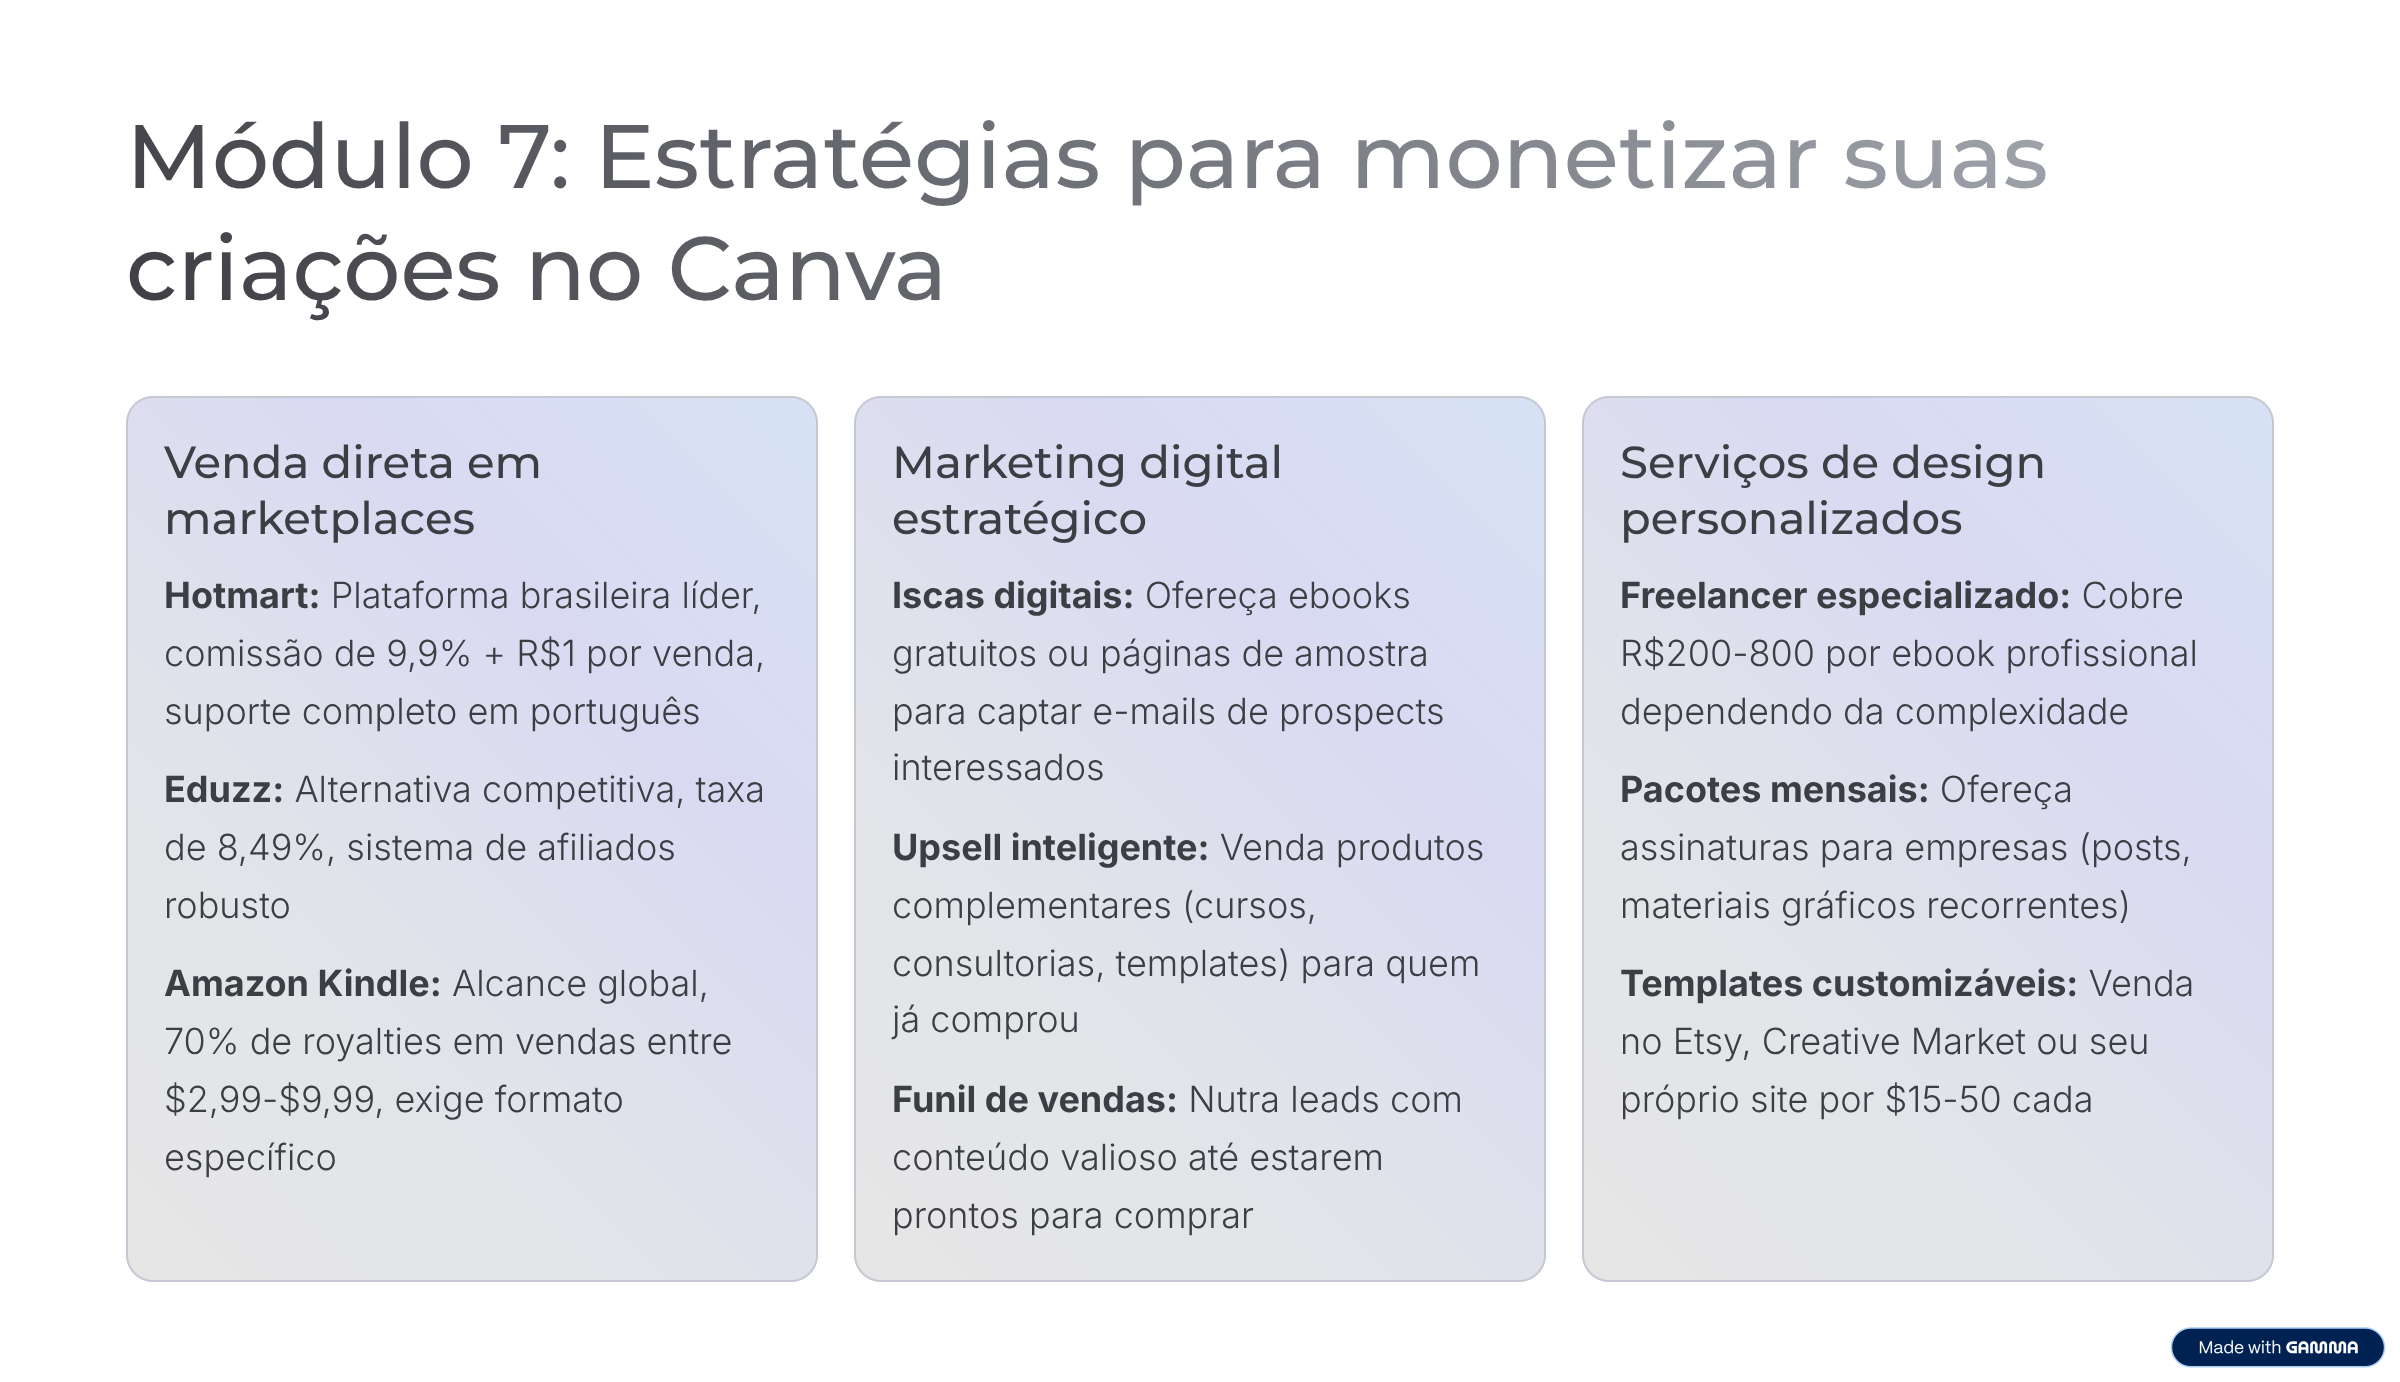 Módulo 7: Estratégias para monetizar suas
criações no Canva
Venda direta em
marketplaces
Hotmart: Plataforma brasileira líder,
comissão de 9,9% + R$1 por venda,
suporte completo em português
Eduzz: Alternativa competitiva, taxa
de 8,49%, sistema de afiliados
robusto
Amazon Kindle: Alcance global,
70% de royalties em vendas entre
$2,99-$9,99, exige formato
específico
Marketing digital
estratégico
Iscas digitais: Ofereça ebooks
gratuitos ou páginas de amostra
para captar e-mails de prospects
interessados
Upsell inteligente: Venda produtos
complementares (cursos,
consultorias, templates) para quem
já comprou
Funil de vendas: Nutra leads com
conteúdo valioso até estarem
prontos para comprar
Serviços de design
personalizados
Freelancer especializado: Cobre
R$200-800 por ebook profissional
dependendo da complexidade
Pacotes mensais: Ofereça
assinaturas para empresas (posts,
materiais gráficos recorrentes)
Templates customizáveis: Venda
no Etsy, Creative Market ou seu
próprio site por $15-50 cada
Made with GAMMA